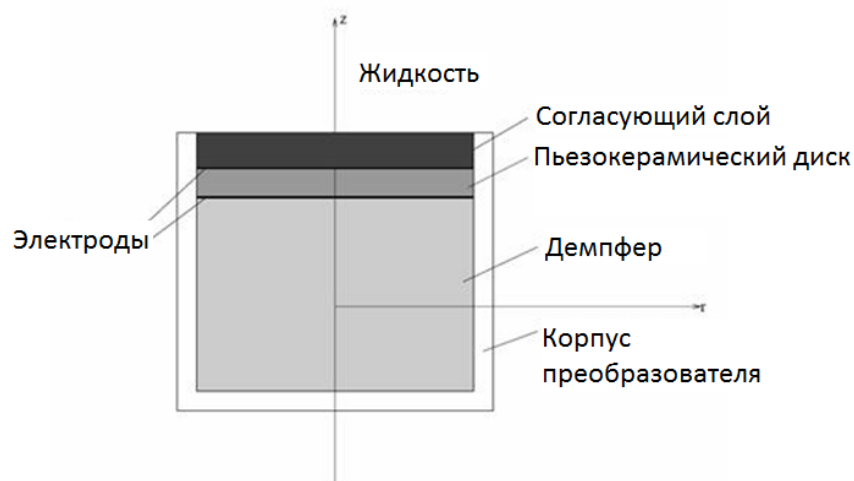 z
Жидкость
Согласующий слой
Пьезокерамический диск
Электроды
Демпфер
r
Корпус
преобразователя